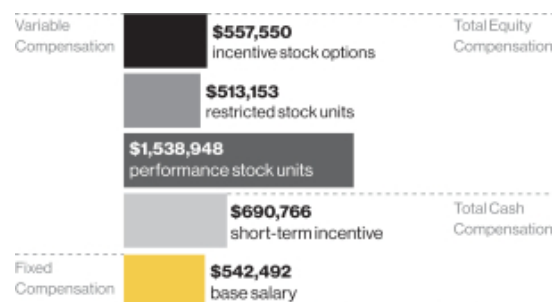 Variable
Compensation
$557,550
incentive stock options
Total Equity
Compensation
$513,153
restricted stock units
$1,538,948
performance stock units
$690,766
short-term incentive
Total Cash
Compensation
Fixed
Compensation
$542,492
base salary